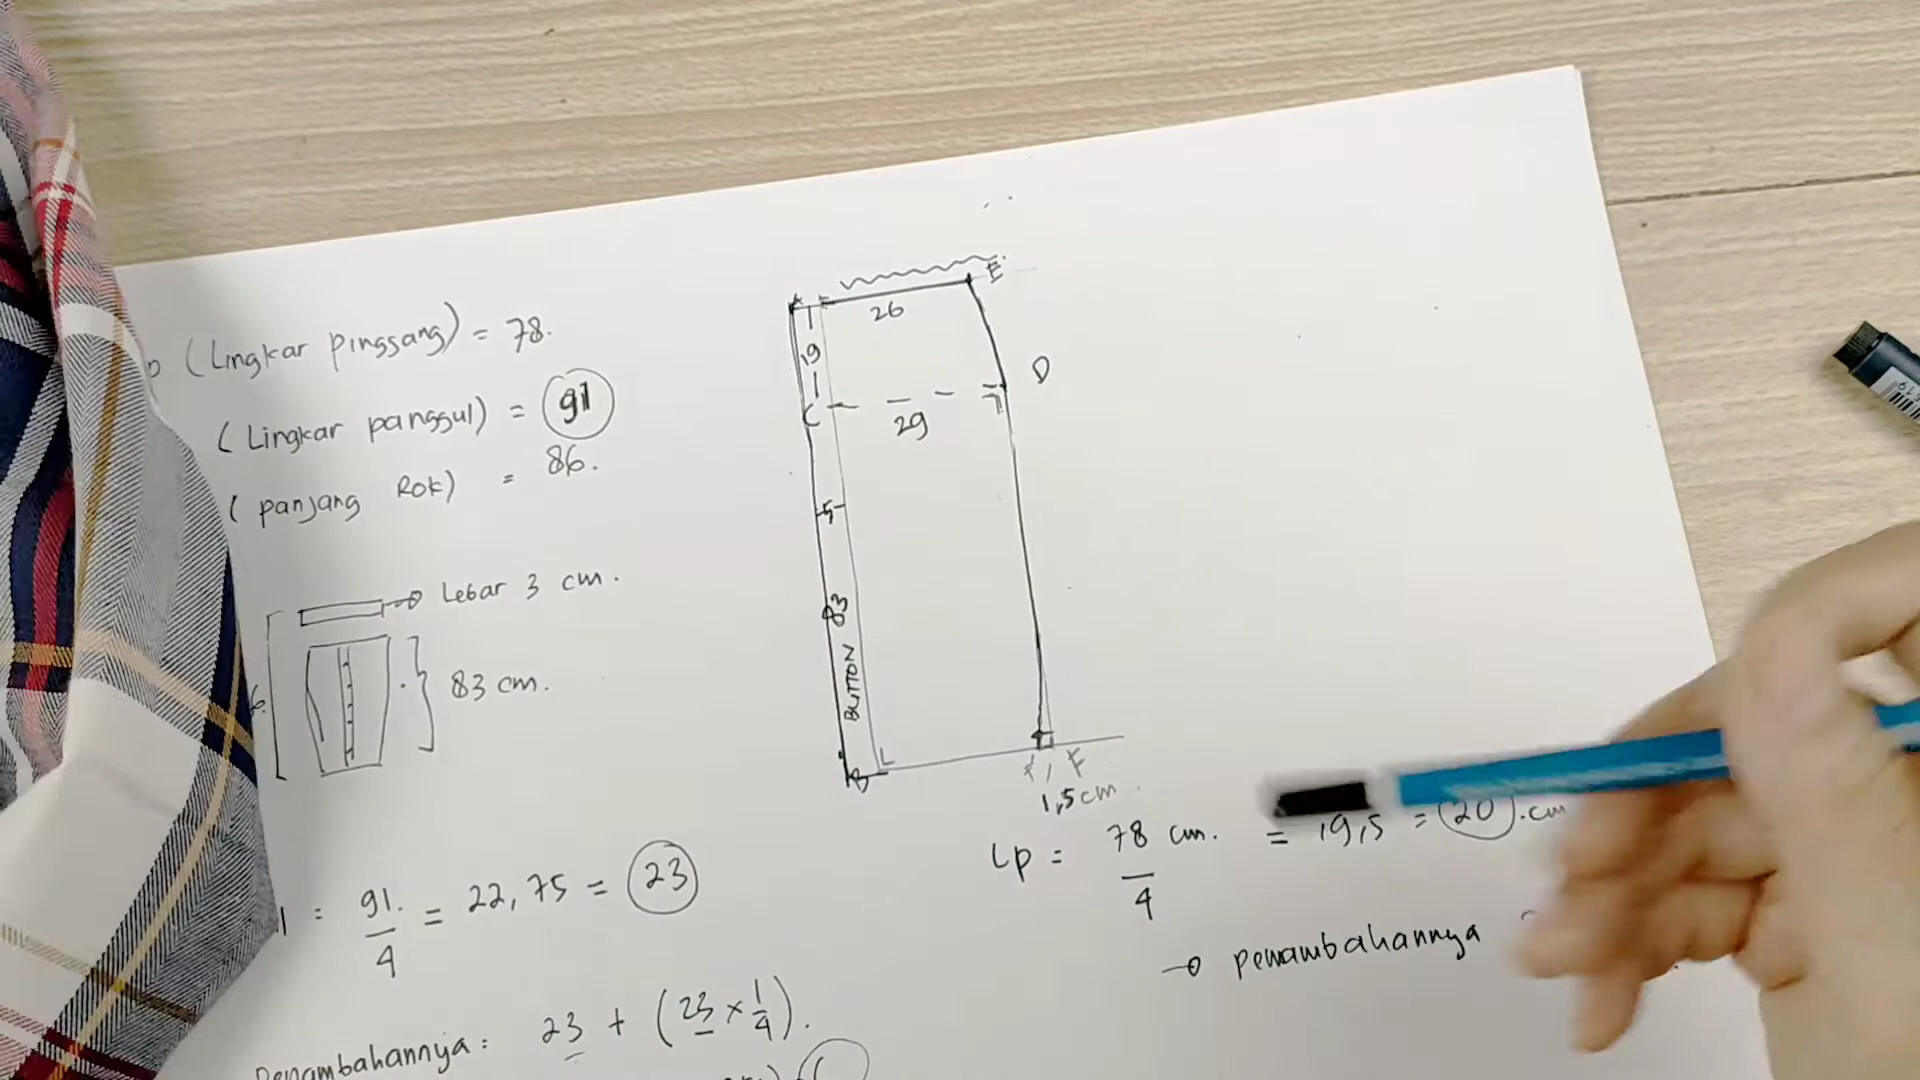 (Lingkar pinggang) = 78.
(Lingkar panggul) = 91
(panjang Rok) = 86.
Lebar 3 cm.
83 cm.
91.
4
= 22,75 = 23
Penambahannya: 23 + (23 x 1/4).
E
26
19
D
C
29
5
83
BUTTON
B
L
F
1,5 cm
Lp = 78 cm. = 19,5 = 20 .cm
4
penambahannya